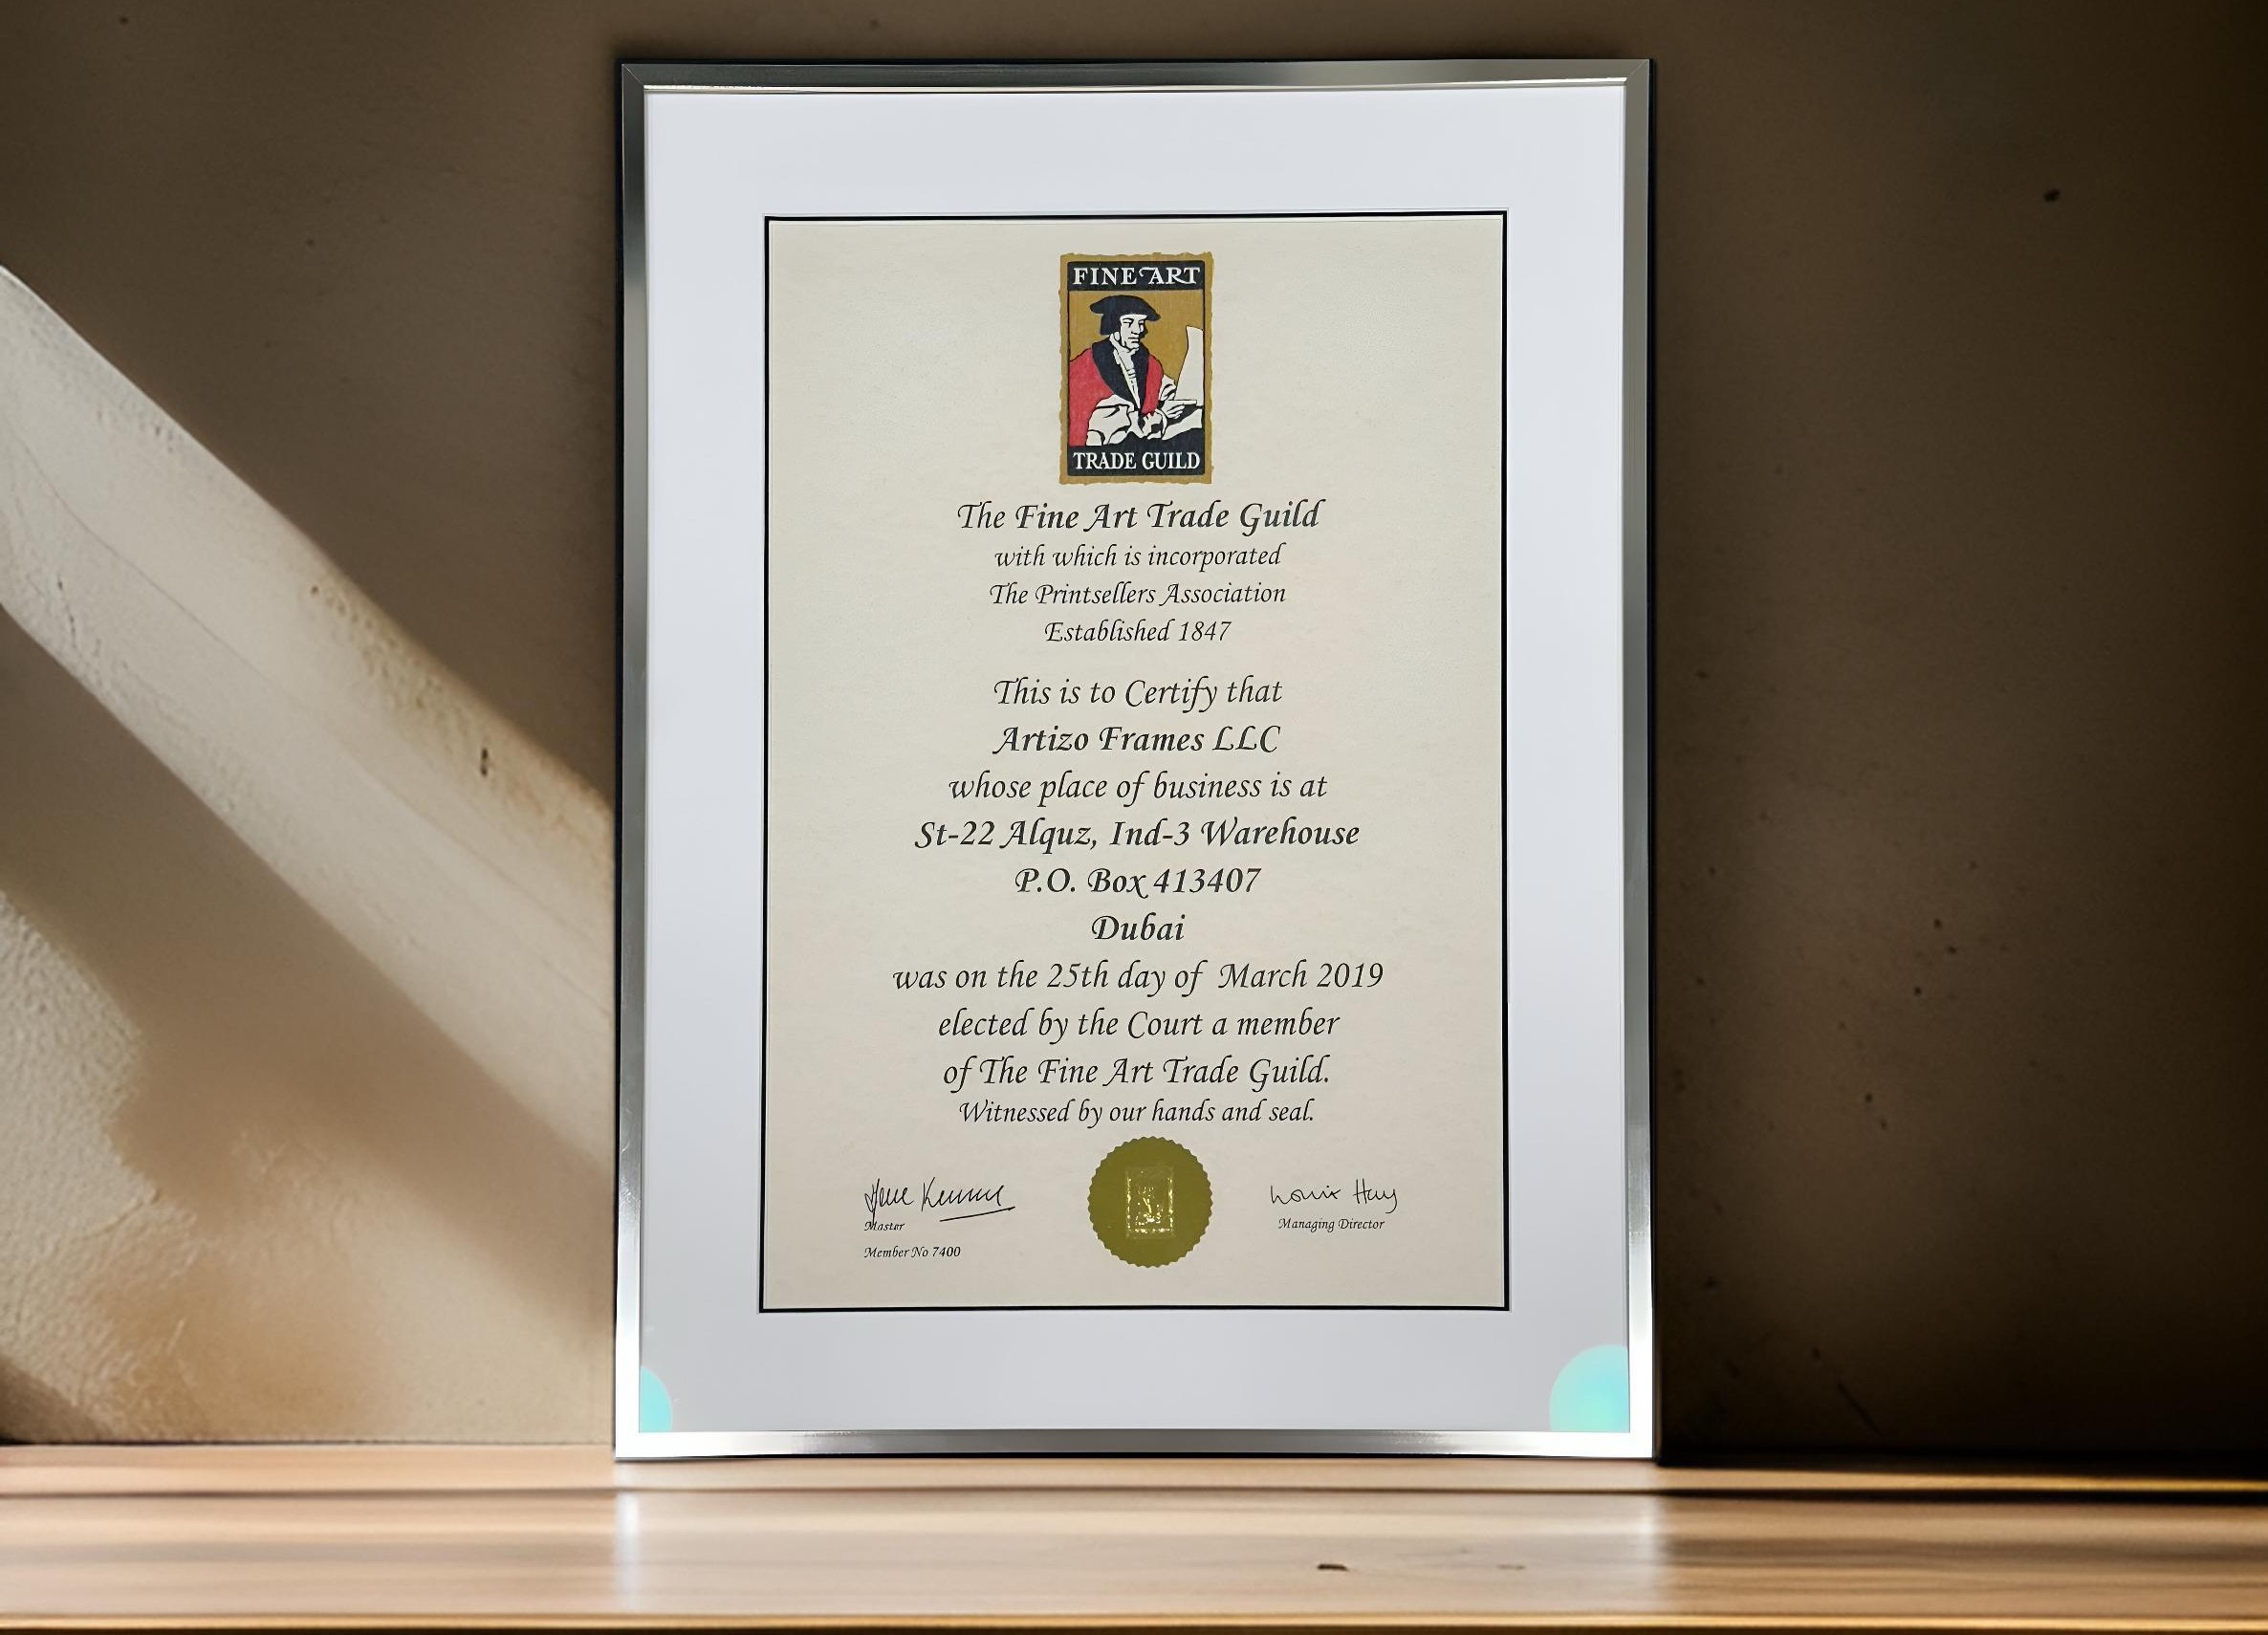 FINE ART
TRADE GUILD
The Fine Art Trade Guild
with which is incorporated
The Printsellers Association
Established 1847
This is to Certify that
Artizo Frames LLC
whose place of business is at
St-22 Alquz, Ind-3 Warehouse
P.O. Box 413407
Dubai
was on the 25th day of March 2019
elected by the Court a member
of The Fine Art Trade Guild.
Witnessed by our hands and seal.
Louise Hay
Master
Managing Director
Member No 7400